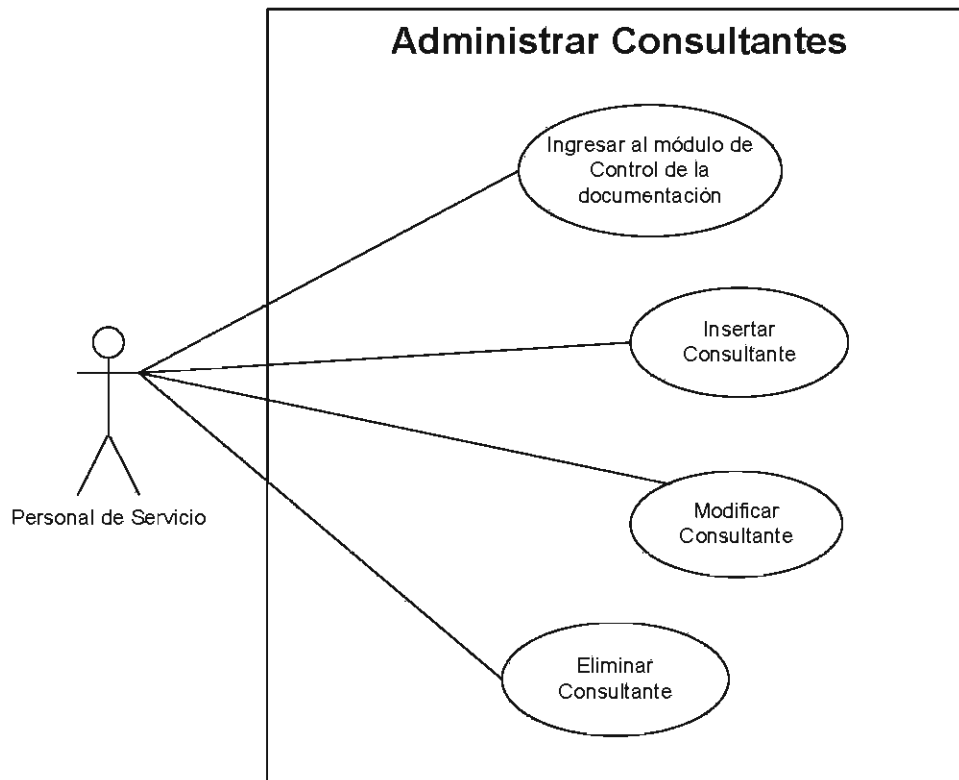 Administrar Consultantes
Ingresar al módulo de
Control de la
documentación
Insertar
Consultante
Personal de Servicio
Modificar
Consultante
Eliminar
Consultante